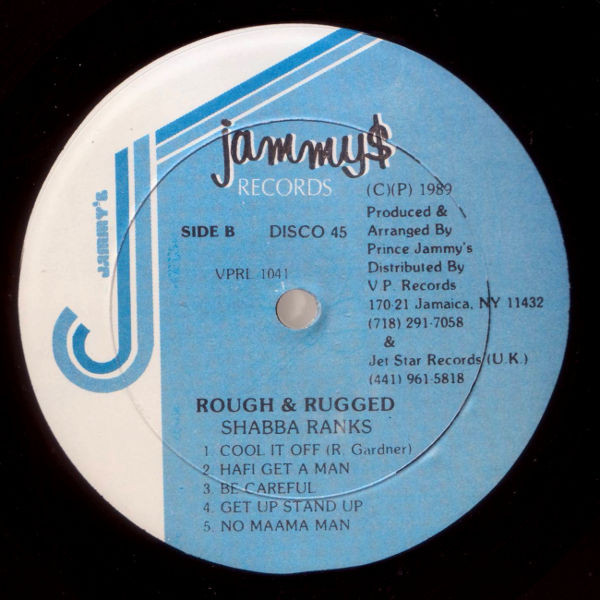 jammy$
RECORDS
JAMMY'S
(C)(P) 1989
Produced &
Arranged By
Prince Jammy's
Distributed By
V P. Records
170-21 Jamaica, NY 11432
(718) 291-7058
&
Jet Star Records (U.K.)
(441) 961-5818
SIDE B DISCO 45
VPRL 1041
ROUGH & RUGGED
SHABBA RANKS
1 COOL IT OFF (R. Gardner)
2 HAFI GET A MAN
3. BE CAREFUL
4. GET UP STAND UP
5. NO MAAMA MAN